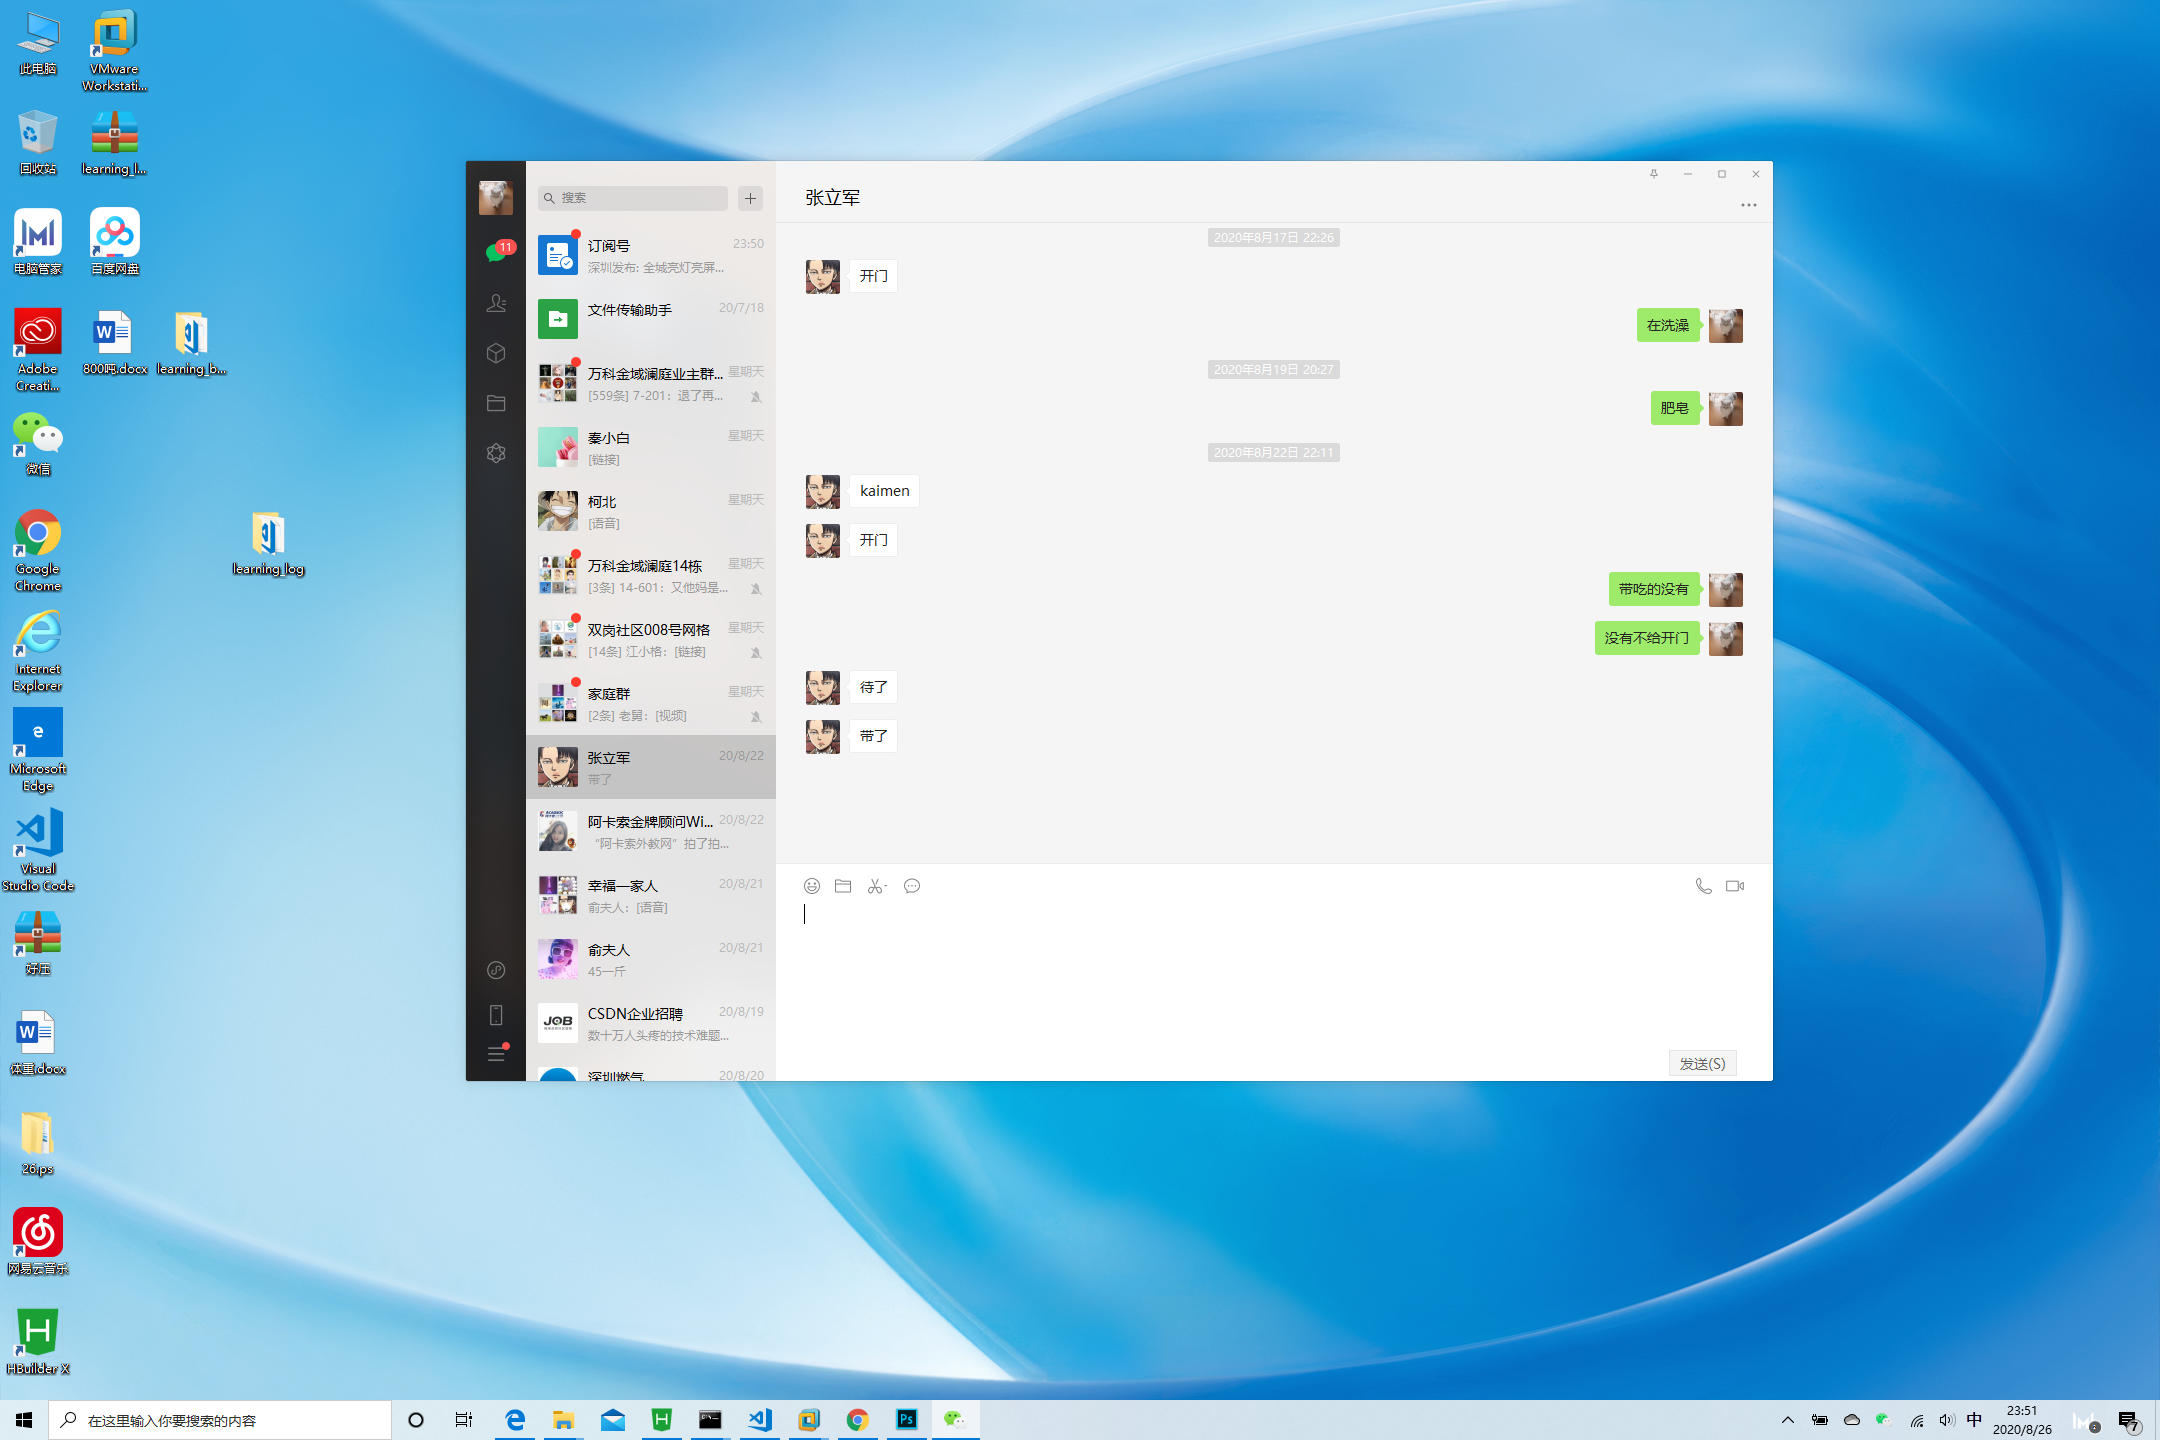 此电脑
VMware
Workstati...
回收站
learning_l...
电脑管家
百度网盘
Adobe
Creati...
800吨.docx
learning_b...
微信
Google
Chrome
learning_log
Internet
Explorer
Microsoft
Edge
Visual
Studio Code
好压
体重.docx
26.ps
网易云音乐
HBuilder X
11
搜索
订阅号
23:50
深圳发布: 全城亮灯亮屏...
文件传输助手
20/7/18
万科金域澜庭业主群...
星期天
[559条] 7-201：退了再...
秦小白
星期天
[链接]
柯北
星期天
[语音]
万科金域澜庭14栋
星期天
[3条] 14-601：又他妈是...
双岗社区008号网格
星期天
[14条] 江小格：[链接]
家庭群
星期天
[2条] 老舅：[视频]
张立军
20/8/22
带了
阿卡索金牌顾问Wi...
20/8/22
“阿卡索外教网”拍了拍...
幸福一家人
20/8/21
俞夫人：[语音]
俞夫人
20/8/21
45一斤
JOB
CSDN企业招聘
20/8/19
数十万人头疼的技术难题...
深圳燃气
20/8/20
张立军
2020年8月17日 22:26
开门
在洗澡
2020年8月19日 20:27
肥皂
2020年8月22日 22:11
kaimen
开门
带吃的没有
没有不给开门
待了
带了
发送(S)
在这里输入你要搜索的内容
Ps
中
23:51
2020/8/26
7